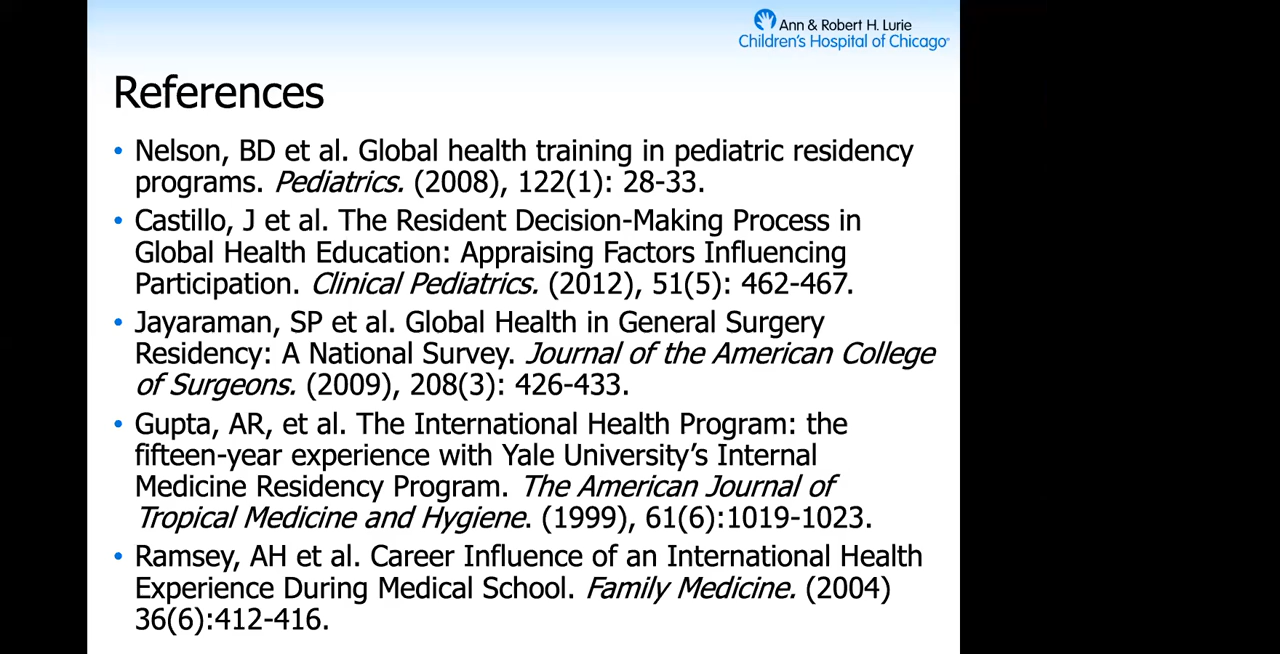 Ann & Robert H. Lurie
Children's Hospital of Chicago®
References
• Nelson, BD et al. Global health training in pediatric residency
programs. Pediatrics. (2008), 122(1): 28-33.
• Castillo, J et al. The Resident Decision-Making Process in
Global Health Education: Appraising Factors Influencing
Participation. Clinical Pediatrics. (2012), 51(5): 462-467.
• Jayaraman, SP et al. Global Health in General Surgery
Residency: A National Survey. Journal of the American College
of Surgeons. (2009), 208(3): 426-433.
• Gupta, AR, et al. The International Health Program: the
fifteen-year experience with Yale University’s Internal
Medicine Residency Program. The American Journal of
Tropical Medicine and Hygiene. (1999), 61(6):1019-1023.
• Ramsey, AH et al. Career Influence of an International Health
Experience During Medical School. Family Medicine. (2004)
36(6):412-416.